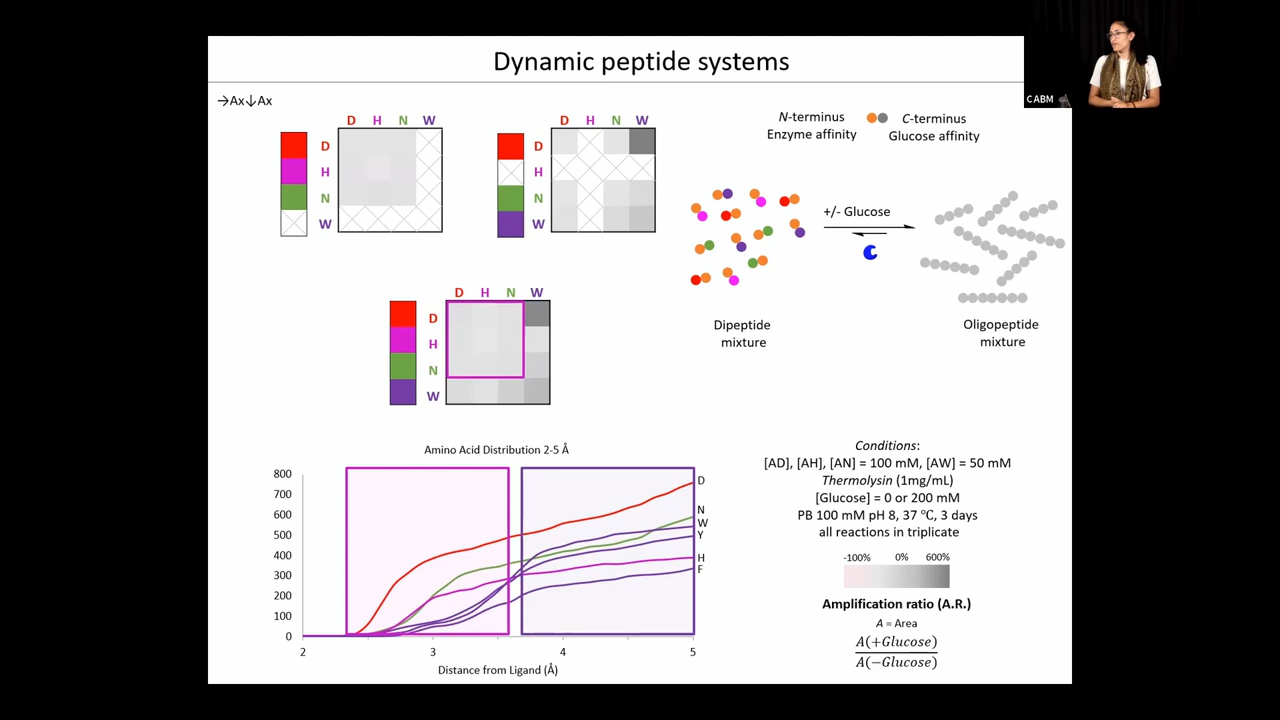 Dynamic peptide systems
CABM
→Ax↓Ax
D H N W
D
H
N
W
D H N W
D
H
N
W
N-terminus
Enzyme affinity
C-terminus
Glucose affinity
+/- Glucose
Dipeptide
mixture
Oligopeptide
mixture
D H N W
D
H
N
W
Amino Acid Distribution 2-5 Å
800
700
600
500
400
300
200
100
0
2 3 4 5
Distance from Ligand (Å)
D
N
W
Y
H
F
Conditions:
[AD], [AH], [AN] = 100 mM, [AW] = 50 mM
Thermolysin (1mg/mL)
[Glucose] = 0 or 200 mM
PB 100 mM pH 8, 37 ℃, 3 days
all reactions in triplicate
-100% 0% 600%
Amplification ratio (A.R.)
A = Area
A(+Glucose)
A(−Glucose)